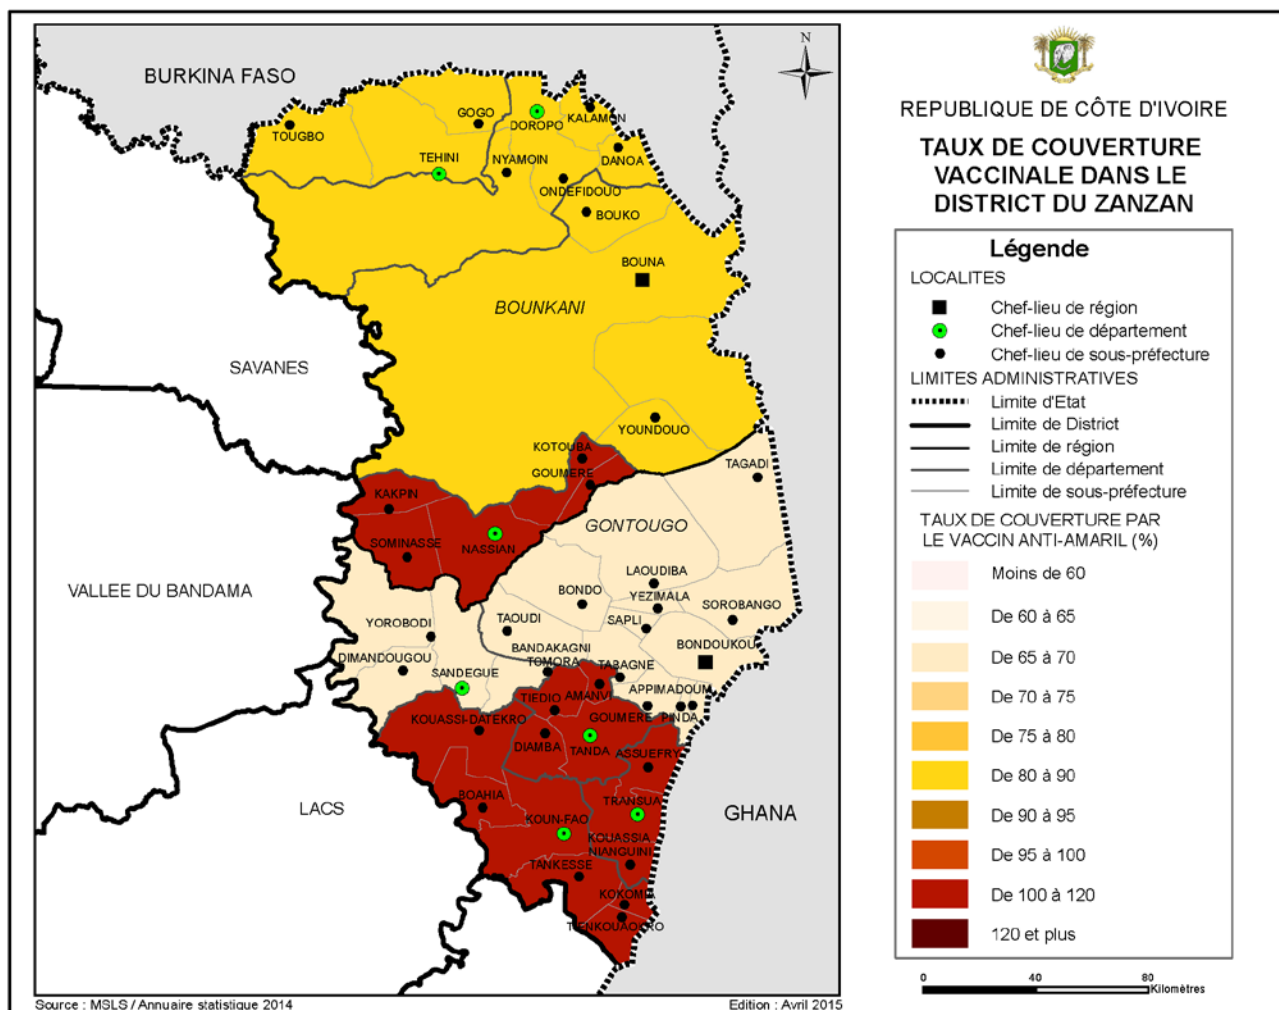 BURKINA FASO
N
TOUGBO
GOGO
DOROPO
KALAMON
TEHINI
NYAMOIN
DANOA
ONDEFIDOUO
BOUKO
BOUNA
BOUNKANI
SAVANES
YOUNDOUO
KOTOUBA
GOUMERE
TAGADI
KAKPIN
GONTOUGO
SOMINASSE
NASSIAN
VALLEE DU BANDAMA
LAOUDIBA
BONDO
YEZIMALA
SOROBANGO
SAPLI
YOROBODI
TAOUDI
BANDAKAGNI
TOMORA
BONDOUKOU
DIMANDOUGOU
SANDEGUE
TABAGNE
AMANVI
TIEDIO
APPIMADOUM
KOUASSI-DATEKRO
GOUMERE
PINDA
DIAMBA
TANDA
ASSUEFRY
LACS
BOAHIA
TRANSUA
GHANA
KOUN-FAO
KOUASSIA
NIANGUINI
TANKESSE
KOKOMIA
TIENKOUAOKRO
Source : MSLS / Annuaire statistique 2014
Edition : Avril 2015
REPUBLIQUE DE CÔTE D'IVOIRE
TAUX DE COUVERTURE
VACCINALE DANS LE
DISTRICT DU ZANZAN
Légende
LOCALITES
Chef-lieu de région
Chef-lieu de département
Chef-lieu de sous-préfecture
LIMITES ADMINISTRATIVES
Limite d'Etat
Limite de District
Limite de région
Limite de département
Limite de sous-préfecture
TAUX DE COUVERTURE PAR
LE VACCIN ANTI-AMARIL (%)
Moins de 60
De 60 à 65
De 65 à 70
De 70 à 75
De 75 à 80
De 80 à 90
De 90 à 95
De 95 à 100
De 100 à 120
120 et plus
0 40 80
Kilomètres